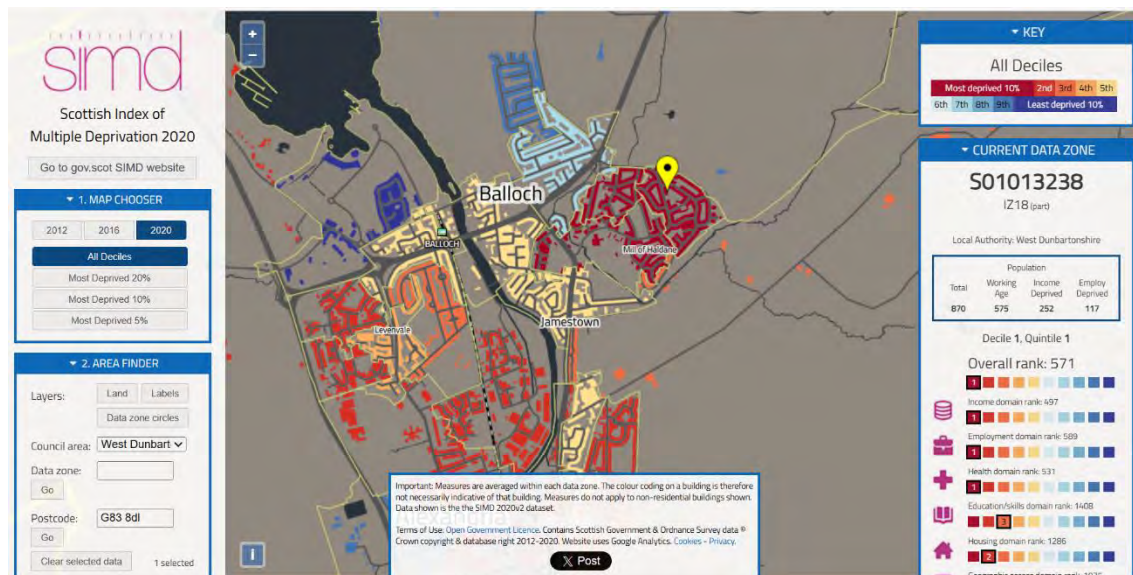 simd
Scottish Index of
Multiple Deprivation 2020
Go to gov.scot SIMD website
1. MAP CHOOSER
2012 2016 2020
All Deciles
Most Deprived 20%
Most Deprived 10%
Most Deprived 5%
2. AREA FINDER
Layers: Land Labels
Data zone circles
Council area: West Dunbart
Data zone:
Go
Postcode: G83 8dl
Go
Clear selected data 1 selected
+
−
Balloch
BALLOCH
Mill of Haldane
Jamestown
Levenvale
Alexandria
Important: Measures are averaged within each data zone. The colour coding on a building is therefore
not necessarily indicative of that building. Measures do not apply to non-residential buildings shown.
Data shown is the the SIMD 2020v2 dataset.
Terms of Use: Open Government Licence. Contains Scottish Government & Ordnance Survey data ©
Crown copyright & database right 2012-2020. Website uses Google Analytics. Cookies - Privacy.
X Post
i
KEY
All Deciles
Most deprived 10% 2nd 3rd 4th 5th
6th 7th 8th 9th Least deprived 10%
CURRENT DATA ZONE
S01013238
IZ18 (part)
Local Authority: West Dunbartonshire
Population
Total Working Age Income Deprived Employ Deprived
870 575 252 117
Decile 1, Quintile 1
Overall rank: 571
1
Income domain rank: 497
1
Employment domain rank: 589
1
Health domain rank: 531
1
Education/skills domain rank: 1408
3
Housing domain rank: 1286
2